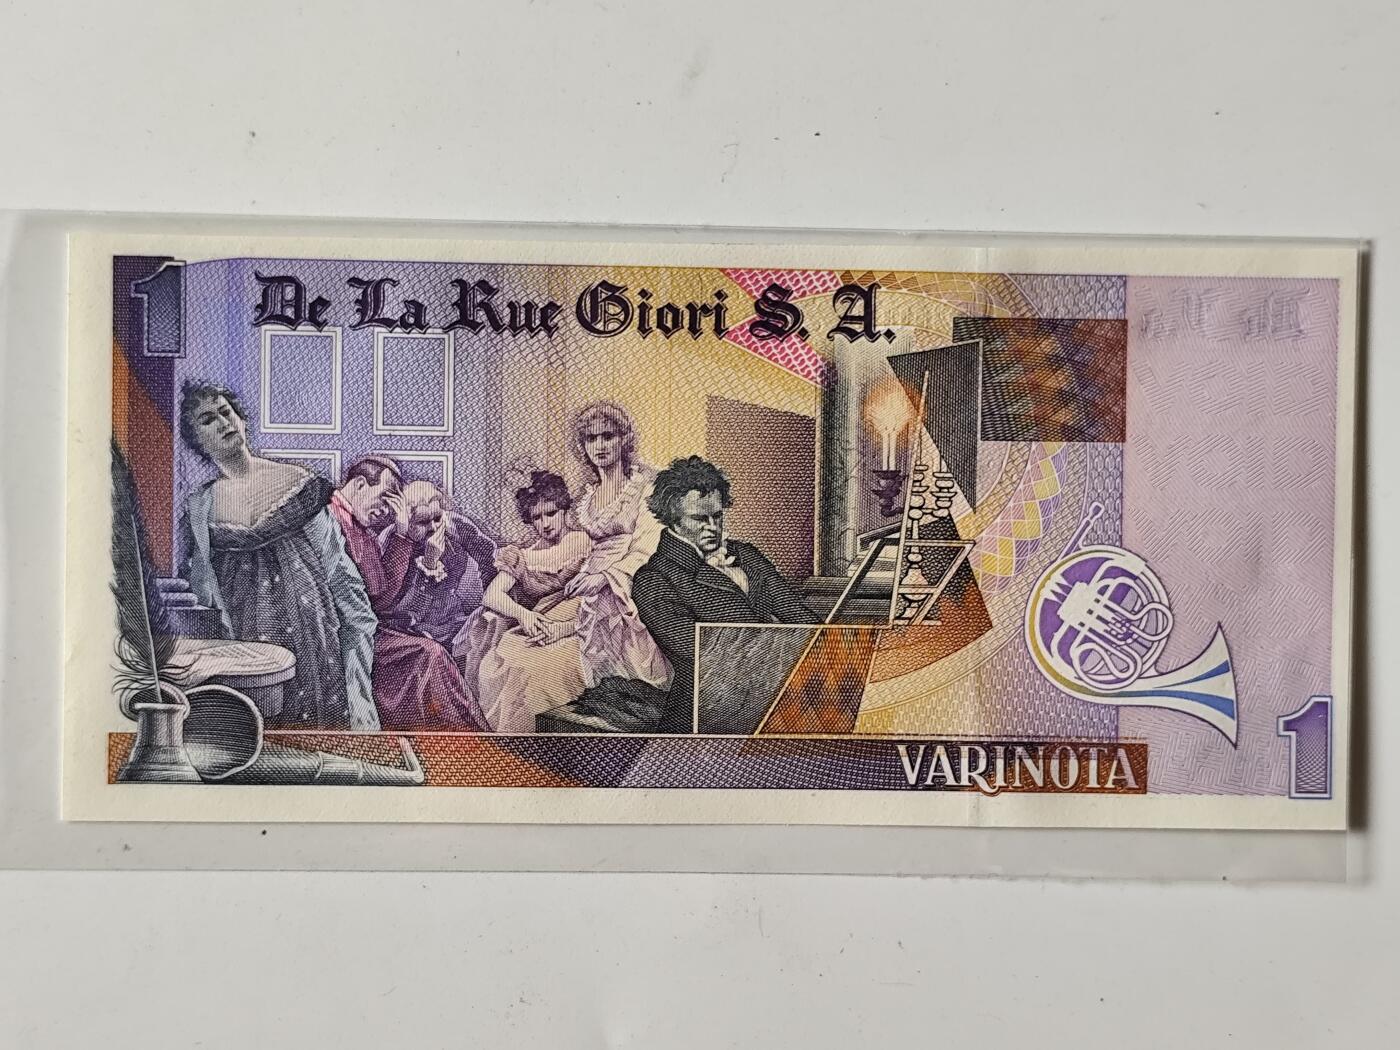 1
De La Rue Giori S. A.
VARINOTA
1